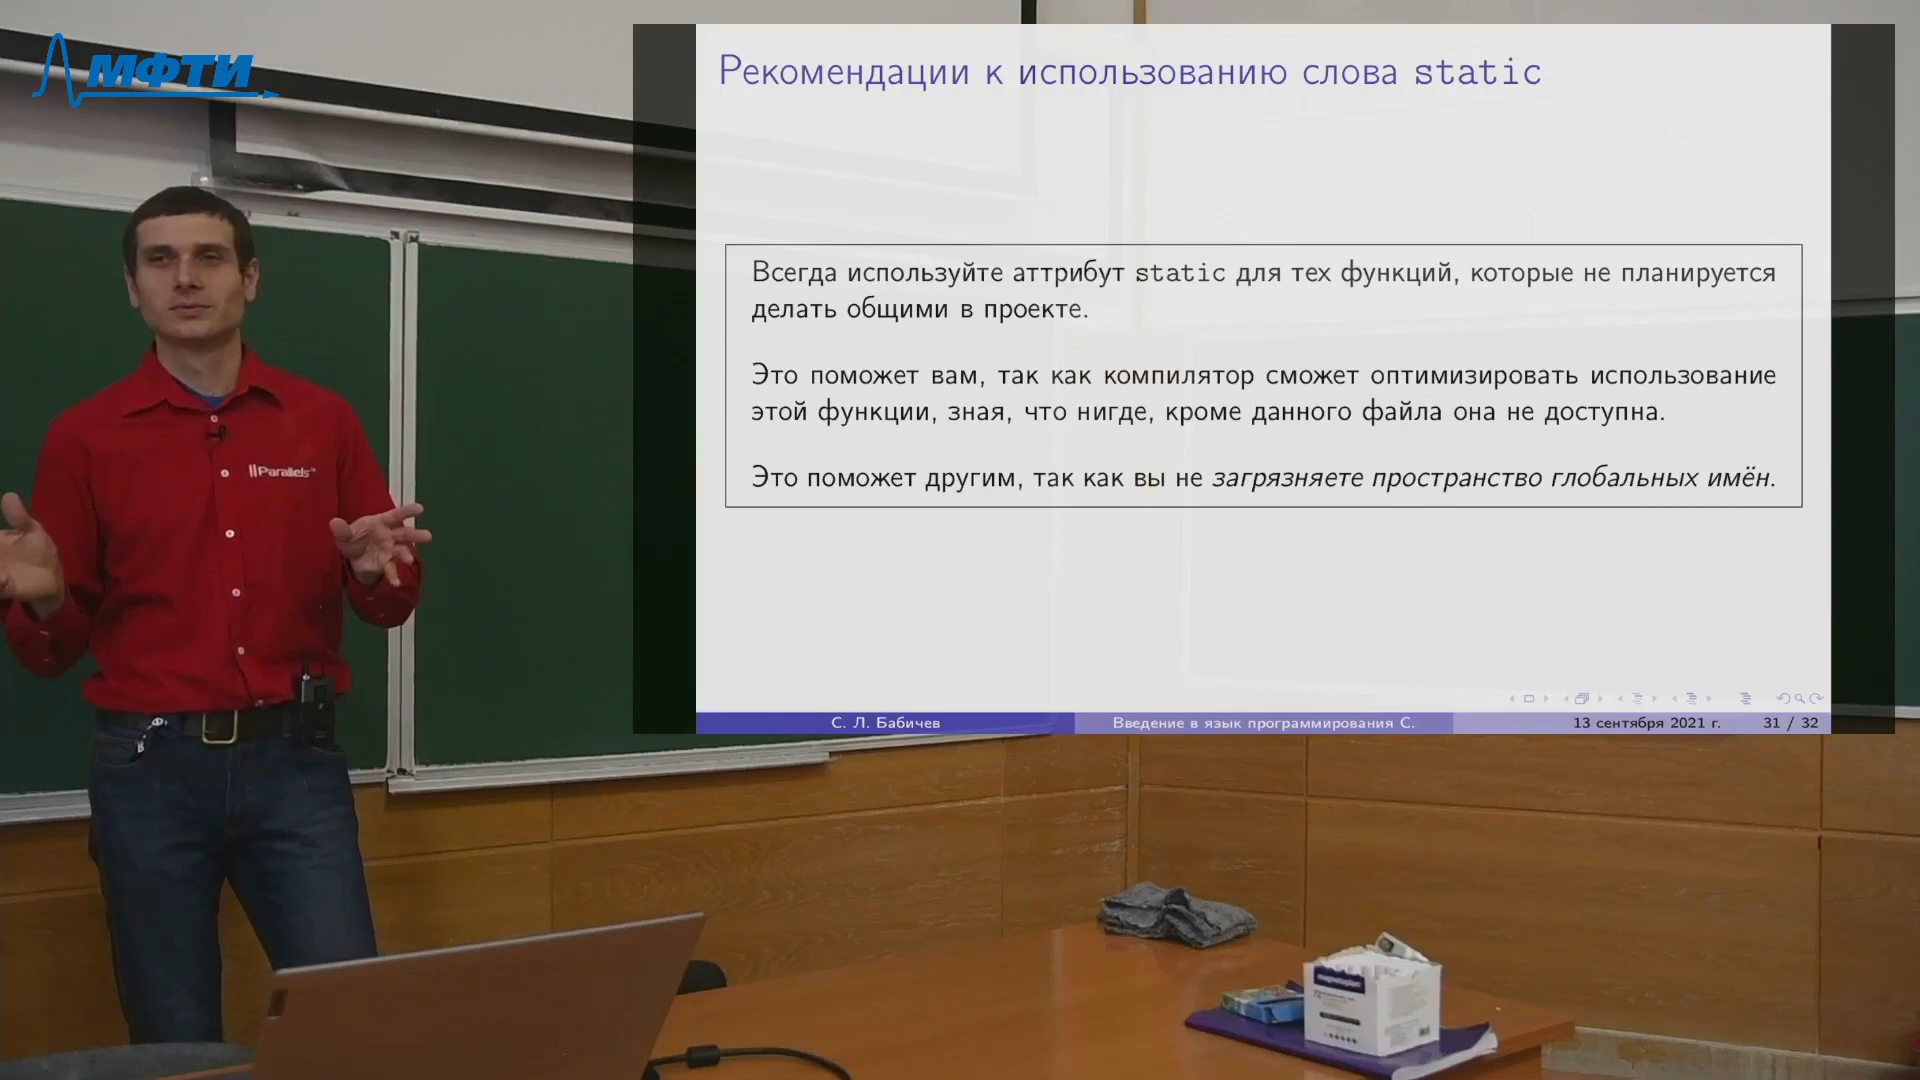 МФТИ
Рекомендации к использованию слова static
Всегда используйте аттрибут static для тех функций, которые не планируется
делать общими в проекте.
Это поможет вам, так как компилятор сможет оптимизировать использование
этой функции, зная, что нигде, кроме данного файла она не доступна.
Это поможет другим, так как вы не загрязняете пространство глобальных имён.
С. Л. Бабичев
Введение в язык программирования С.
13 сентября 2021 г.
31 / 32
Parallels